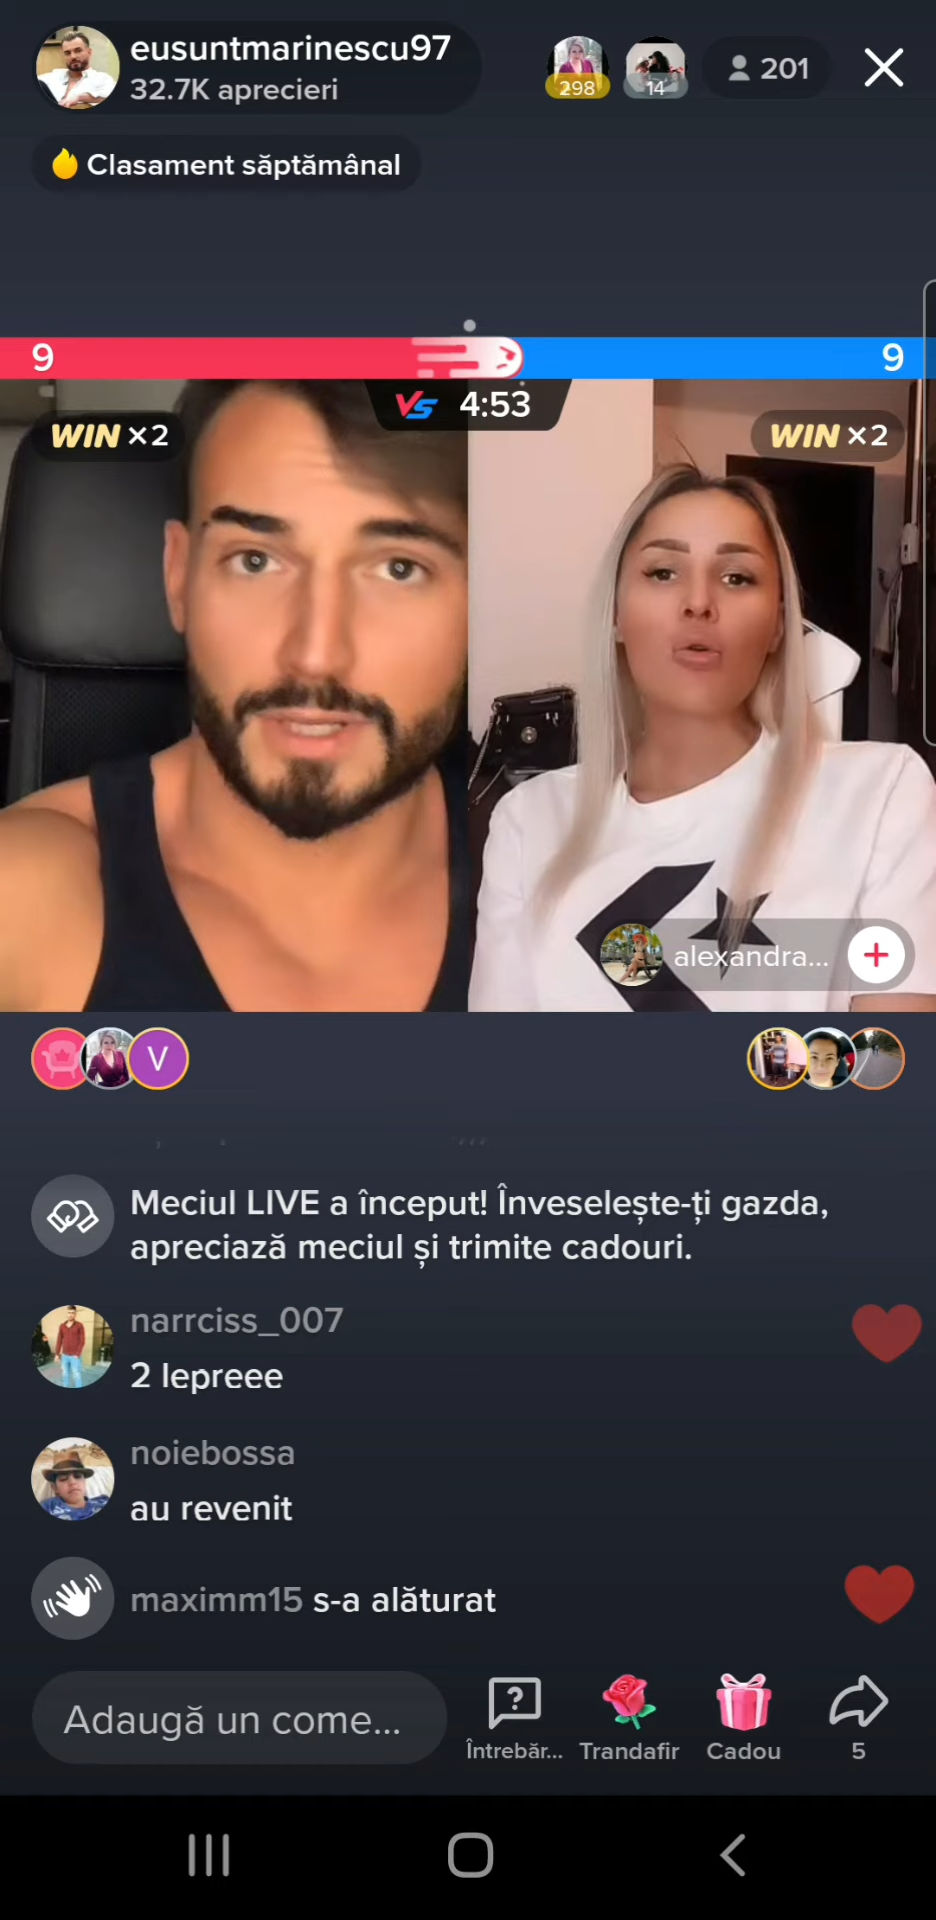 eusuntmarinescu97
32.7K aprecieri
298
14
201
Clasament săptămânal
9
9
VS 4:53
WIN ×2
WIN ×2
alexandra...
V
Meciul LIVE a început! Înveselește-ți gazda,
apreciază meciul și trimite cadouri.
narrciss_007
2 lepreee
noiebossa
au revenit
maximm15 s-a alăturat
Adaugă un come...
Întrebăr...
Trandafir
Cadou
5